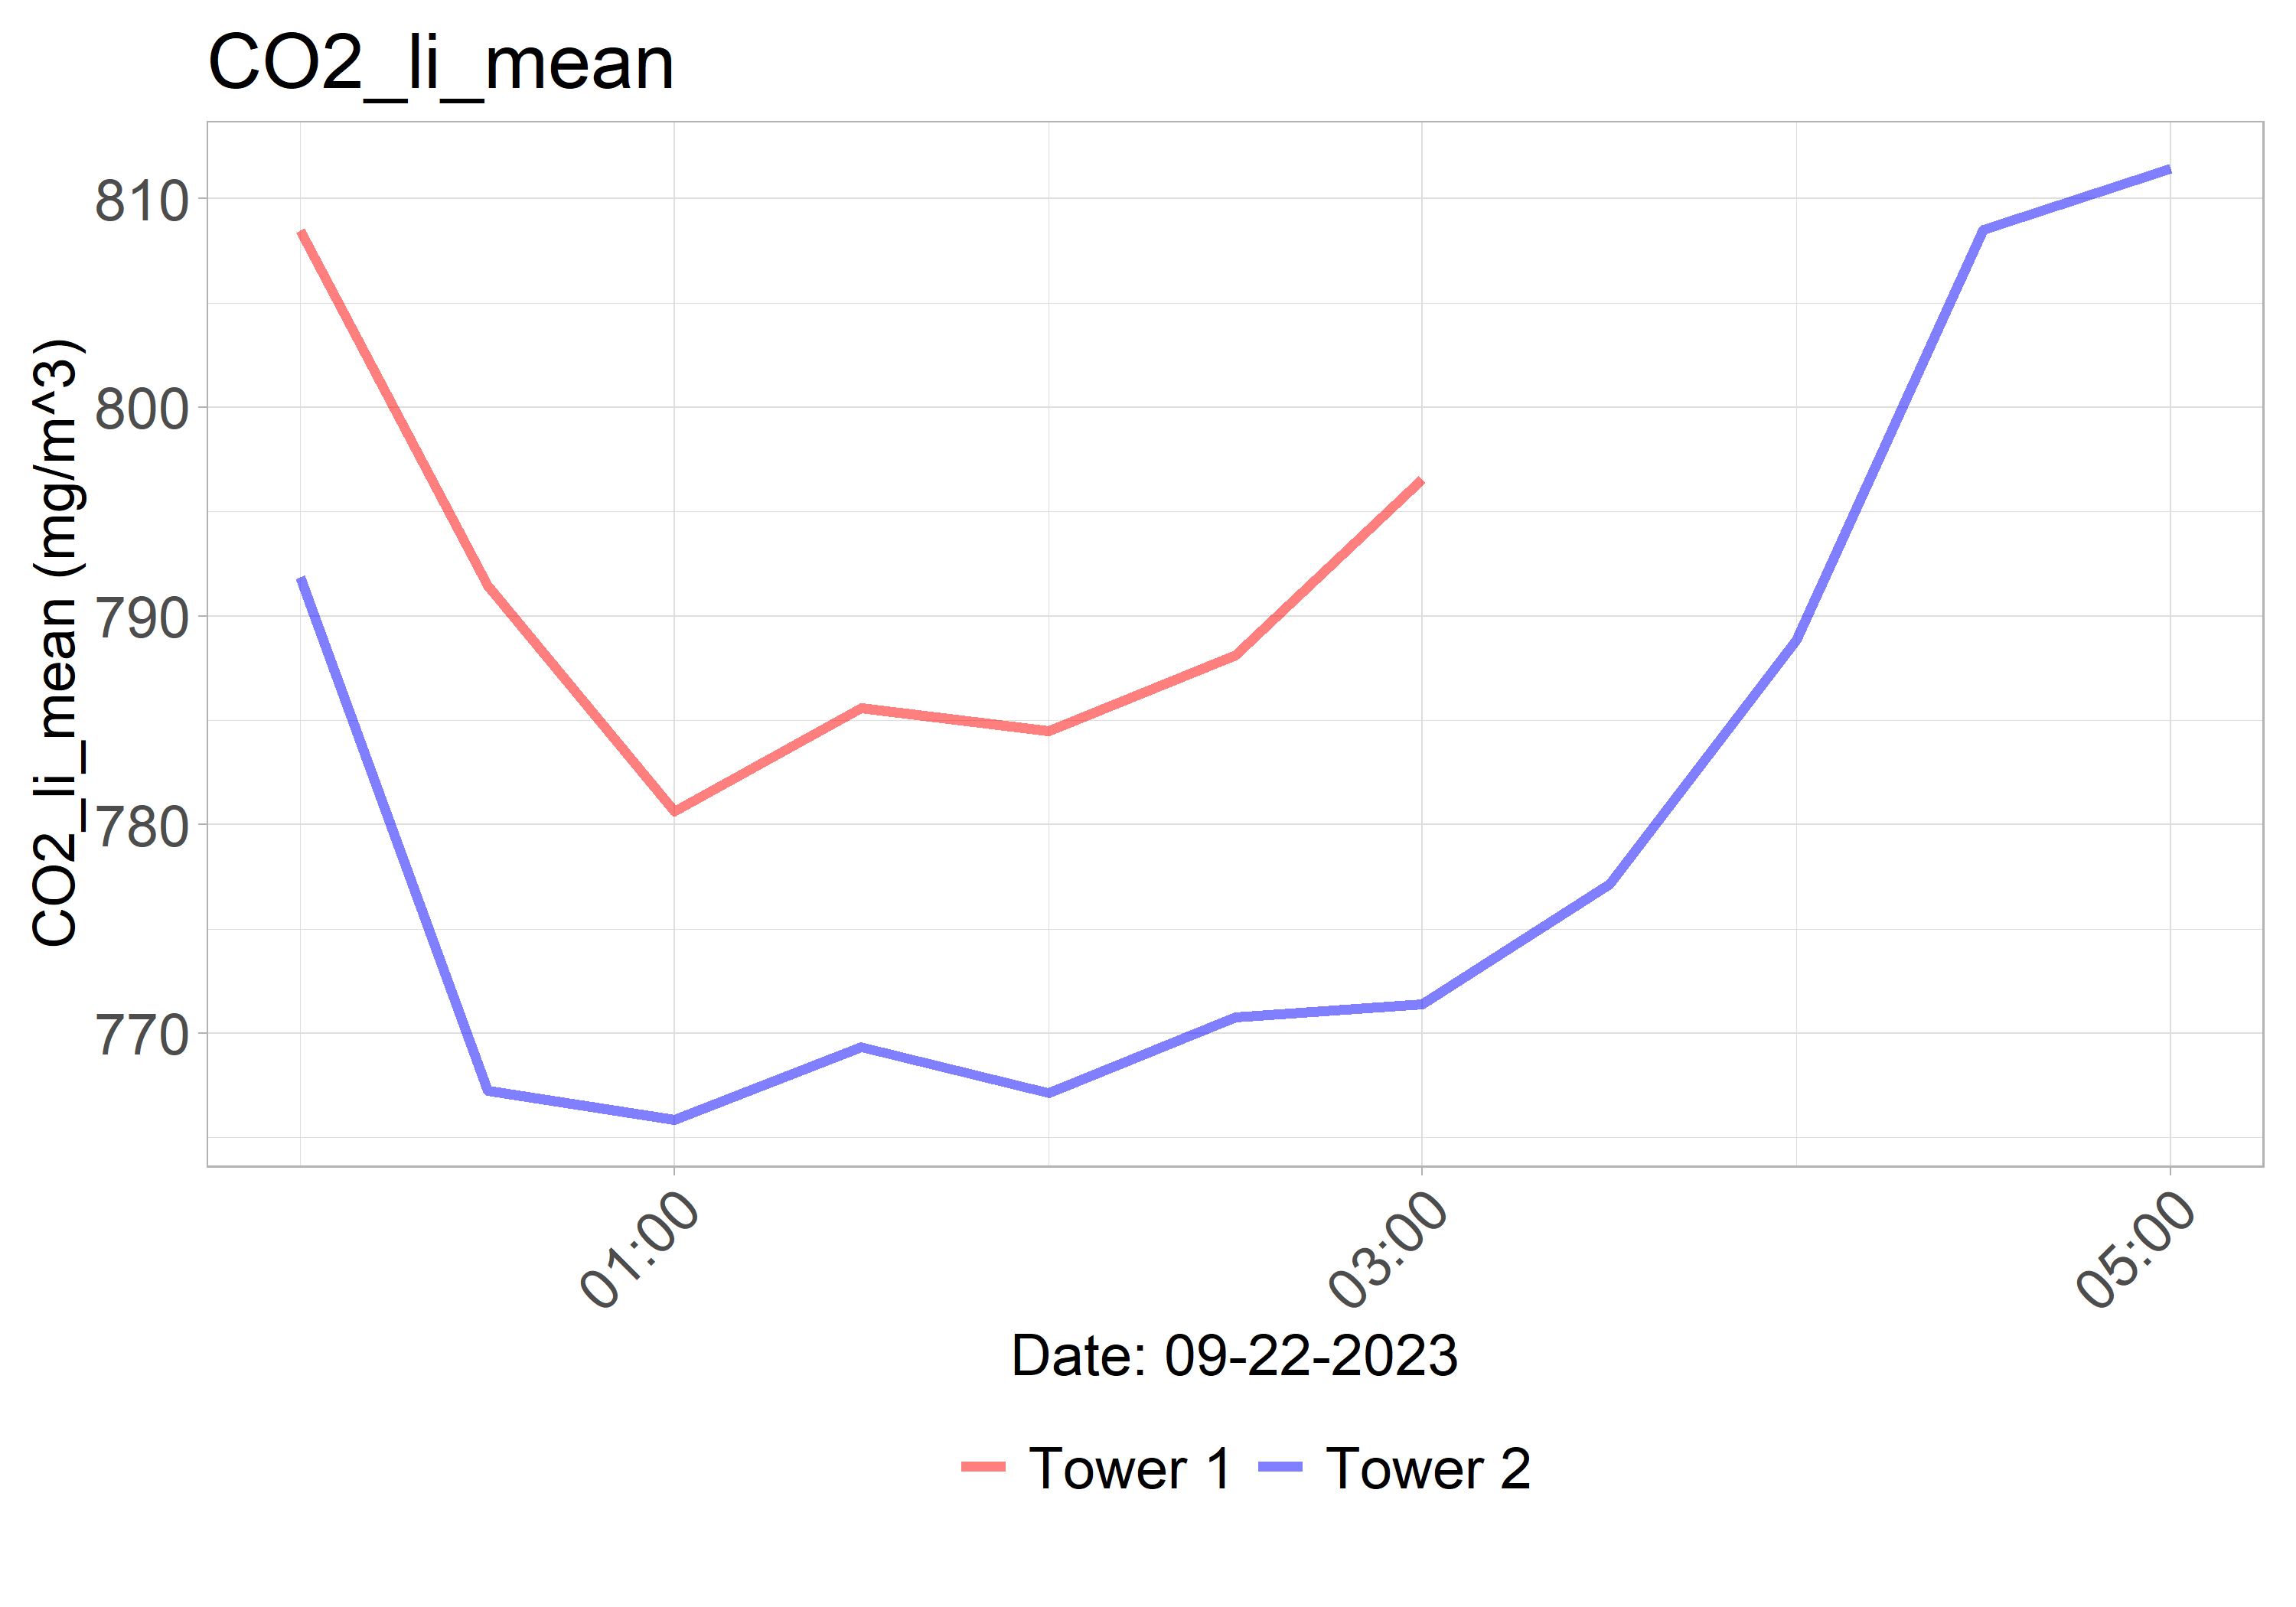 CO2_li_mean
CO2_li_mean (mg/m^3)
810
800
790
780
770
01:00
03:00
05:00
Date: 09-22-2023
Tower 1
Tower 2